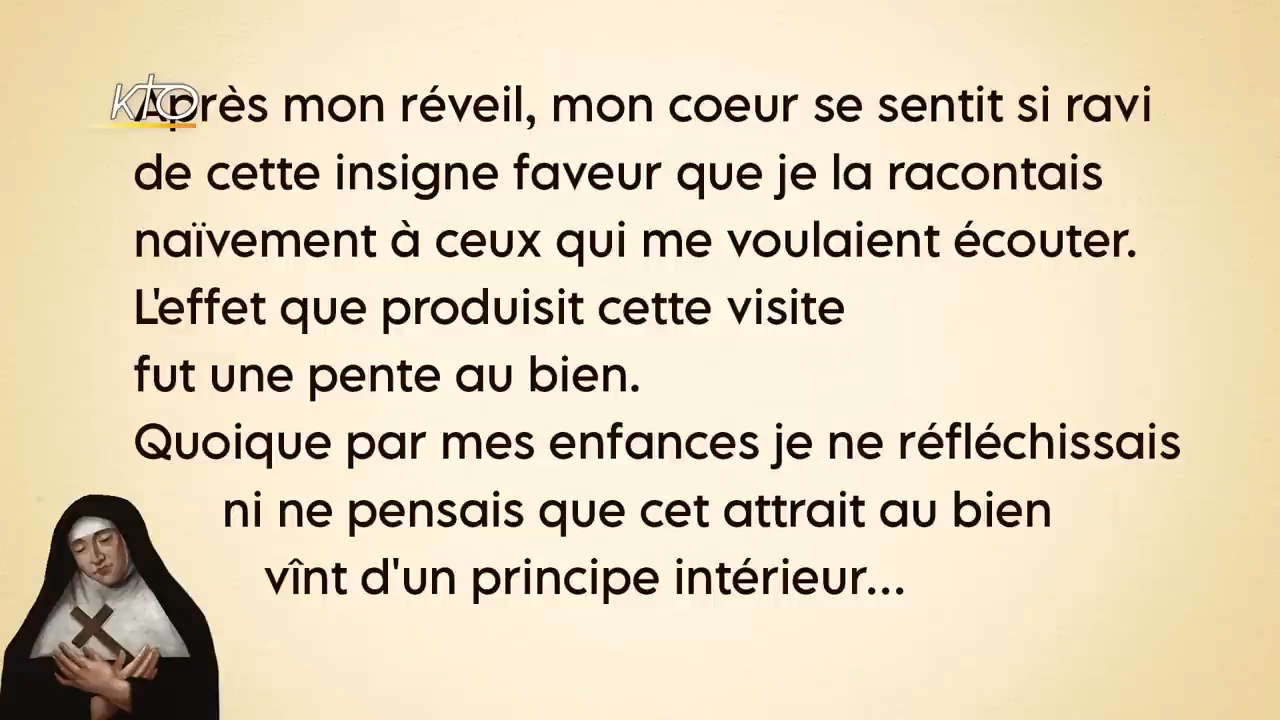 KTO
Après mon réveil, mon coeur se sentit si ravi
de cette insigne faveur que je la racontais
naïvement à ceux qui me voulaient écouter.
L'effet que produisit cette visite
fut une pente au bien.
Quoique par mes enfances je ne réfléchissais
ni ne pensais que cet attrait au bien
vînt d'un principe intérieur...